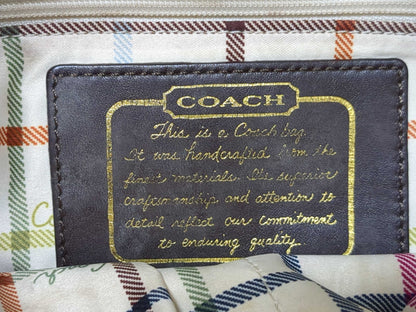 COACH
This is a Coach bag.
It was handcrafted from the
finest materials. Its superior
craftsmanship and attention to
detail reflect our commitment
to enduring quality.